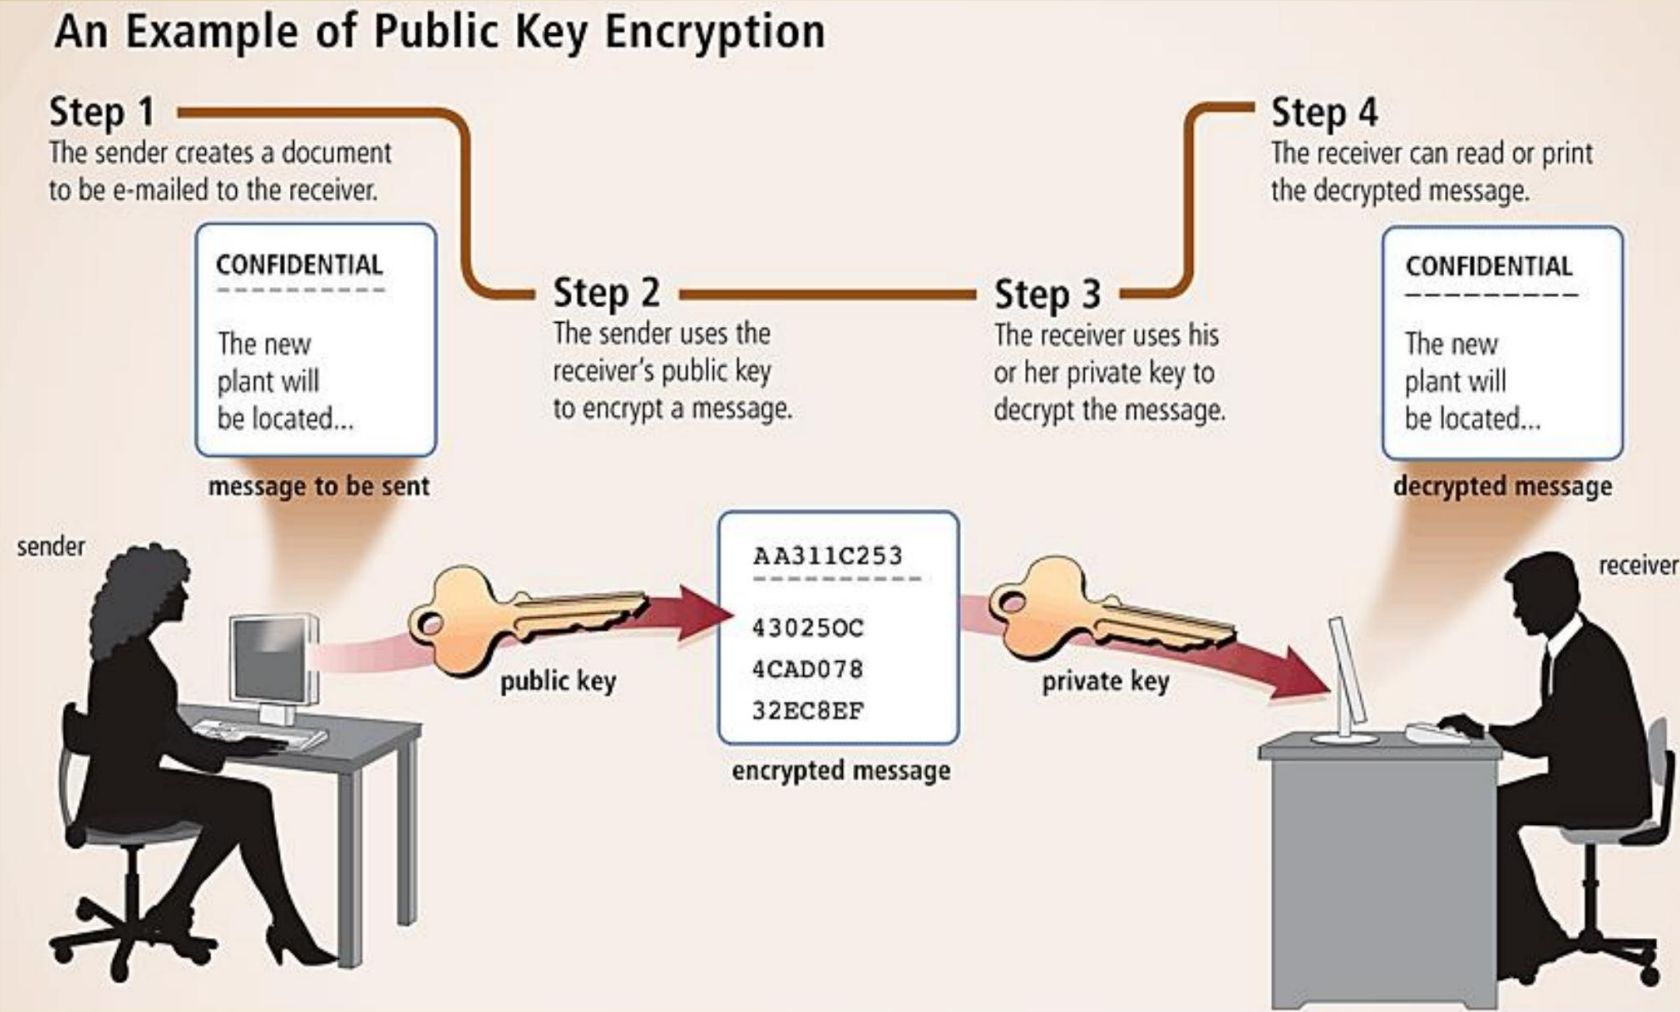 An Example of Public Key Encryption
Step 1
The sender creates a document
to be e-mailed to the receiver.
CONFIDENTIAL
The new
plant will
be located...
message to be sent
Step 2
The sender uses the
receiver's public key
to encrypt a message.
Step 3
The receiver uses his
or her private key to
decrypt the message.
Step 4
The receiver can read or print
the decrypted message.
CONFIDENTIAL
The new
plant will
be located...
decrypted message
sender
public key
AA311C253
43025OC
4CAD078
32EC8EF
encrypted message
private key
receiver